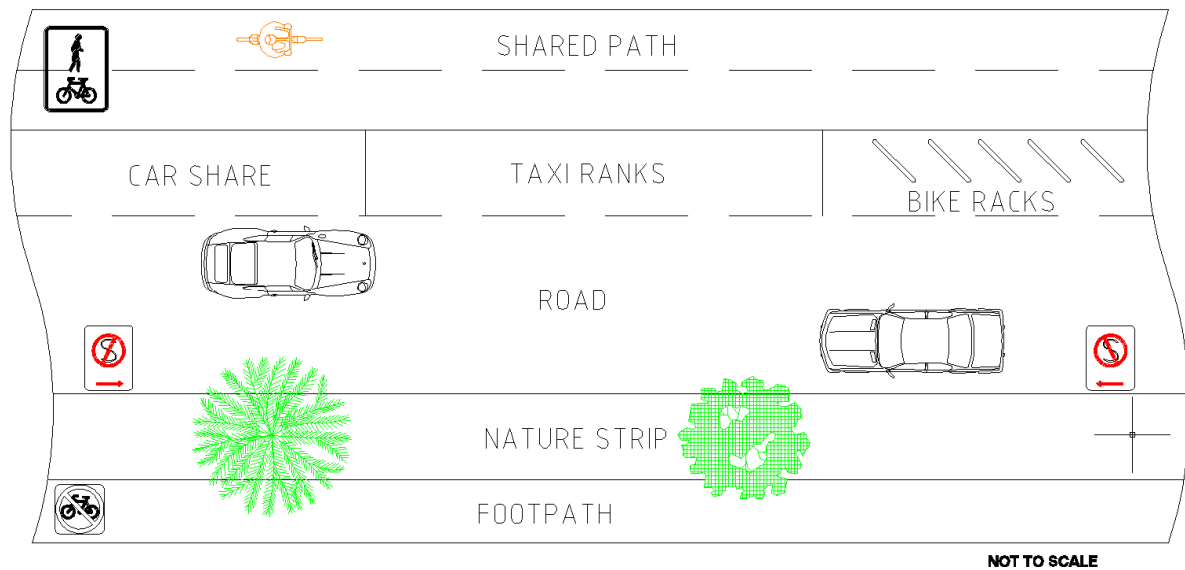 SHARED PATH
CAR SHARE
TAXI RANKS
BIKE RACKS
ROAD
S
S
NATURE STRIP
FOOTPATH
NOT TO SCALE